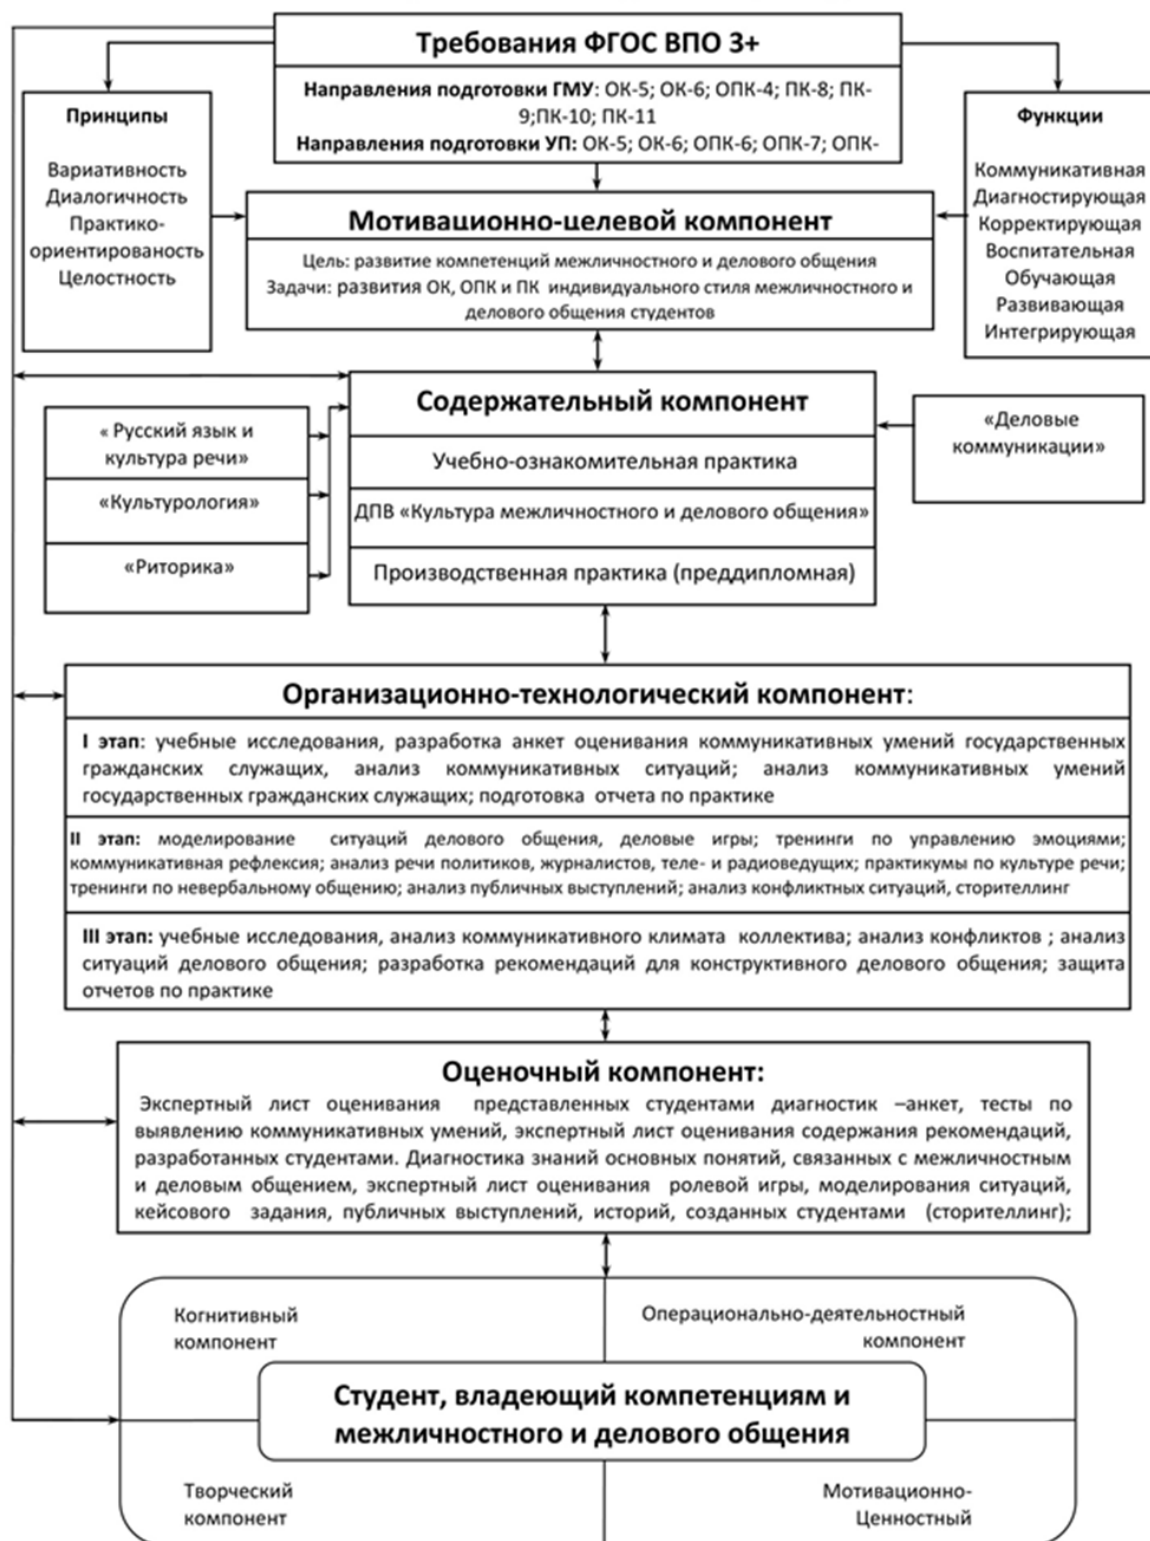 Требования ФГОС ВПО 3+
Направления подготовки ГМУ: ОК-5; ОК-6; ОПК-4; ПК-8; ПК-
9;ПК-10; ПК-11
Направления подготовки УП: ОК-5; ОК-6; ОПК-6; ОПК-7; ОПК-
Принципы
Вариативность
Диалогичность
Практико-
ориентированость
Целостность
Функции
Коммуникативная
Диагностирующая
Корректирующая
Воспитательная
Обучающая
Развивающая
Интегрирующая
Мотивационно-целевой компонент
Цель: развитие компетенций межличностного и делового общения
Задачи: развития ОК, ОПК и ПК индивидуального стиля межличностного и
делового общения студентов
Содержательный компонент
Учебно-ознакомительная практика
ДПВ «Культура межличностного и делового общения»
Производственная практика (преддипломная)
« Русский язык и
культура речи»
«Культурология»
«Риторика»
«Деловые
коммуникации»
Организационно-технологический компонент:
I этап: учебные исследования, разработка анкет оценивания коммуникативных умений государственных
гражданских служащих, анализ коммуникативных ситуаций; анализ коммуникативных умений
государственных гражданских служащих; подготовка отчета по практике
II этап: моделирование ситуаций делового общения, деловые игры; тренинги по управлению эмоциями;
коммуникативная рефлексия; анализ речи политиков, журналистов, теле- и радиоведущих; практикумы по культуре речи;
тренинги по невербальному общению; анализ публичных выступлений; анализ конфликтных ситуаций, сторителлинг
III этап: учебные исследования, анализ коммуникативного климата коллектива; анализ конфликтов ; анализ
ситуаций делового общения; разработка рекомендаций для конструктивного делового общения; защита
отчетов по практике
Оценочный компонент:
Экспертный лист оценивания представленных студентами диагностик –анкет, тесты по
выявлению коммуникативных умений, экспертный лист оценивания содержания рекомендаций,
разработанных студентами. Диагностика знаний основных понятий, связанных с межличностным
и деловым общением, экспертный лист оценивания ролевой игры, моделирования ситуаций,
кейсового задания, публичных выступлений, историй, созданных студентами (сторителлинг);
Когнитивный
компонент
Операционально-деятельностный
компонент
Студент, владеющий компетенциям и
межличностного и делового общения
Творческий
компонент
Мотивационно-
Ценностный